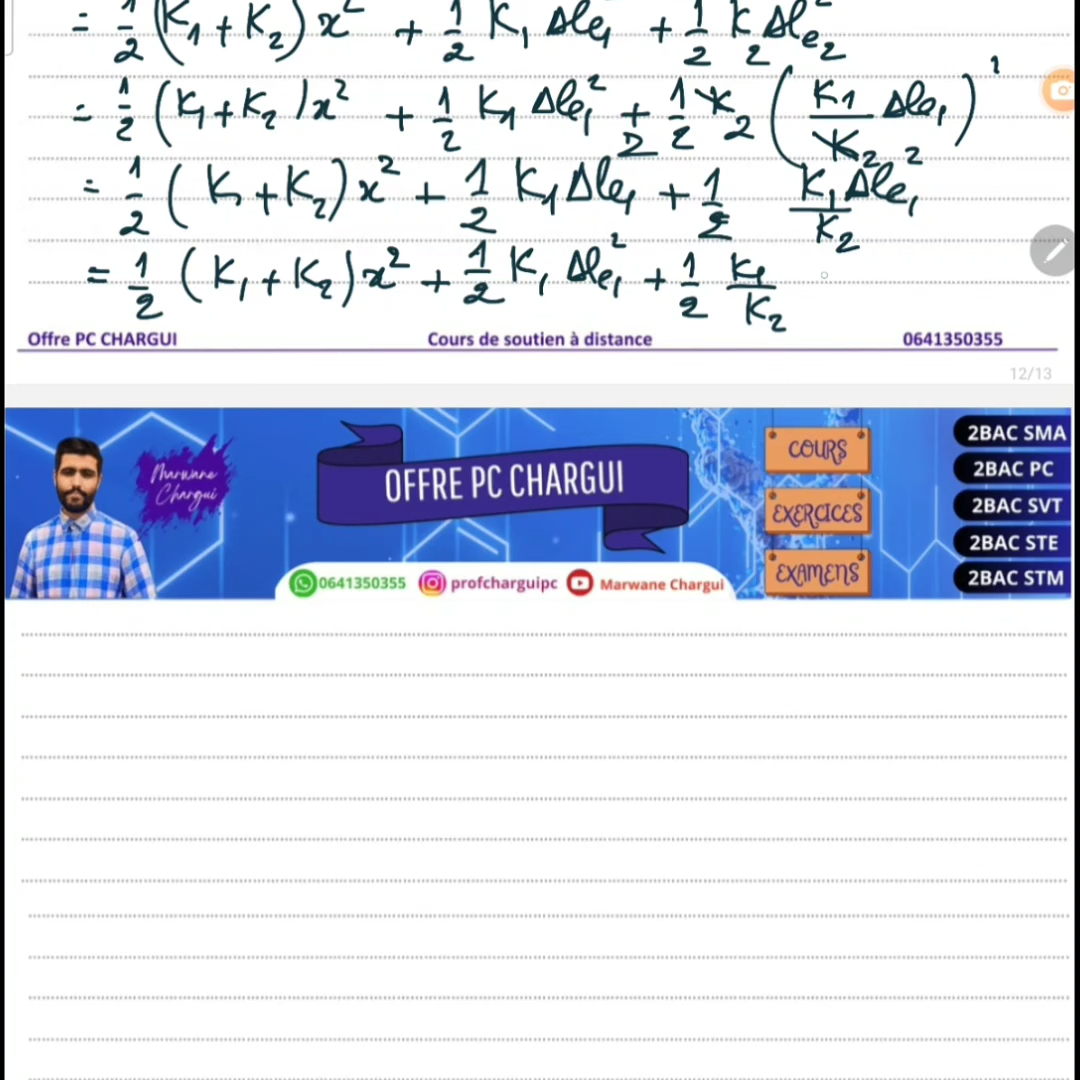 = 1/2 (K₁ + K₂) x² + 1/2 K₁ Δle₁ + 1/2 K₂ Δle₂²
= 1/2 (K₁ + K₂) x² + 1/2 K₁ Δle₁² + 1/2 K₂ (K₁/K₂ Δle₁)²
= 1/2 (K₁ + K₂) x² + 1/2 K₁ Δle₁ + 1/2 K₁/K₂ Δle₁²
= 1/2 (K₁ + K₂) x² + 1/2 K₁ Δle₁² + 1/2 K₁/K₂
Offre PC CHARGUI Cours de soutien à distance 0641350355
12/13
Marwane
Chargui
OFFRE PC CHARGUI
COURS
EXERCICES
EXAMENS
2BAC SMA
2BAC PC
2BAC SVT
2BAC STE
2BAC STM
0641350355 profcharguipc Marwane Chargui